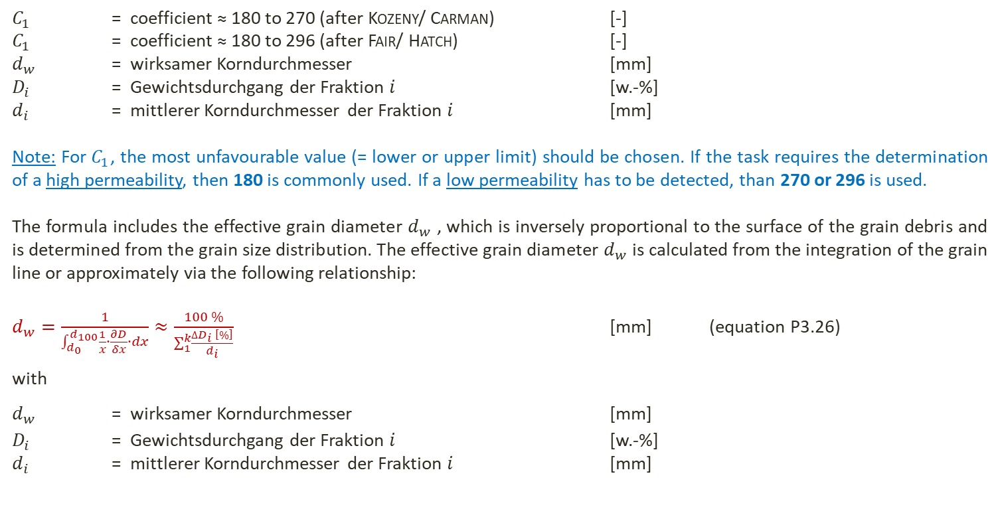 C₁ = coefficient ≈ 180 to 270 (after KOZENY/ CARMAN) [-]
C₁ = coefficient ≈ 180 to 296 (after FAIR/ HATCH) [-]
d_w = wirksamer Korndurchmesser [mm]
D_i = Gewichtsdurchgang der Fraktion i [w.-%]
d_i = mittlerer Korndurchmesser der Fraktion i [mm]
Note: For C₁, the most unfavourable value (= lower or upper limit) should be chosen. If the task requires the determination
of a high permeability, then 180 is commonly used. If a low permeability has to be detected, than 270 or 296 is used.
The formula includes the effective grain diameter d_w , which is inversely proportional to the surface of the grain debris and
is determined from the grain size distribution. The effective grain diameter d_w is calculated from the integration of the grain
line or approximately via the following relationship:
d_w = 1 / (∫_{d₀}^{d₁₀₀} 1/x · ∂D/δx · dx) ≈ 100 % / (∑₁ᵏ ΔD_i [%] / d_i) [mm] (equation P3.26)
with
d_w = wirksamer Korndurchmesser [mm]
D_i = Gewichtsdurchgang der Fraktion i [w.-%]
d_i = mittlerer Korndurchmesser der Fraktion i [mm]